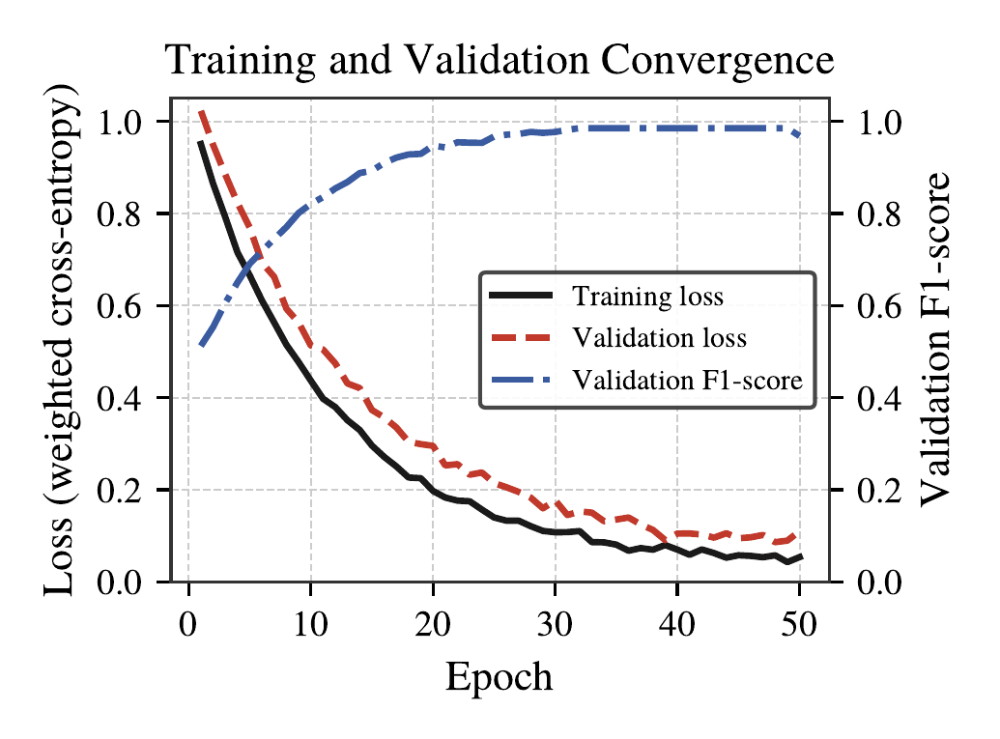 Training and Validation Convergence
Loss (weighted cross-entropy)
1.0
0.8
0.6
0.4
0.2
0.0
Training loss
Validation loss
Validation F1-score
1.0
0.8
0.6
0.4
0.2
0.0
Validation F1-score
0 10 20 30 40 50
Epoch